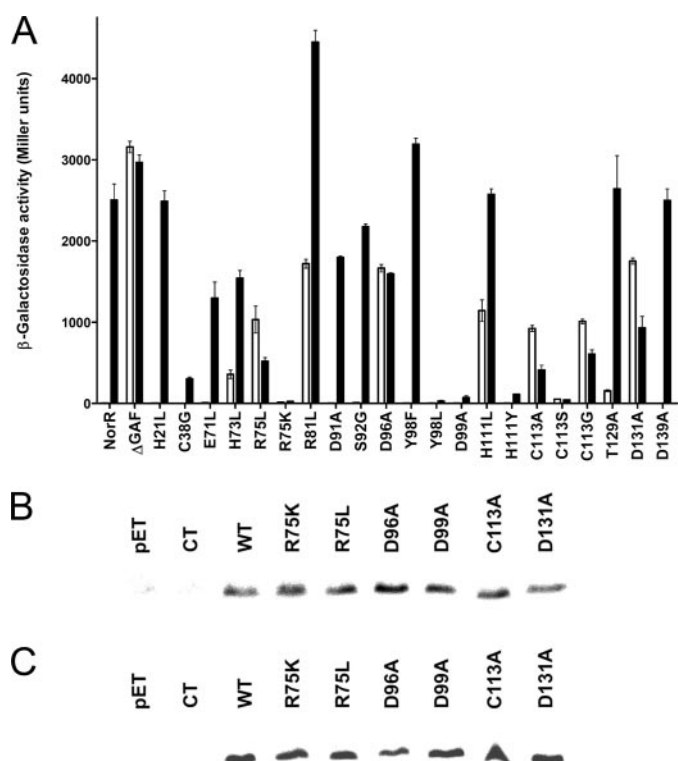 A
β-Galactosidase activity (Miller units)
4000
3000
2000
1000
0
NorR
ΔGAF
H21L
C38G
E71L
H73L
R75L
R75K
R81L
D91A
S92G
D96A
Y98F
Y98L
D99A
H111L
H111Y
C113A
C113S
C113G
T129A
D131A
D139A
B
pET
CT
WT
R75K
R75L
D96A
D99A
C113A
D131A
C
pET
CT
WT
R75K
R75L
D96A
D99A
C113A
D131A